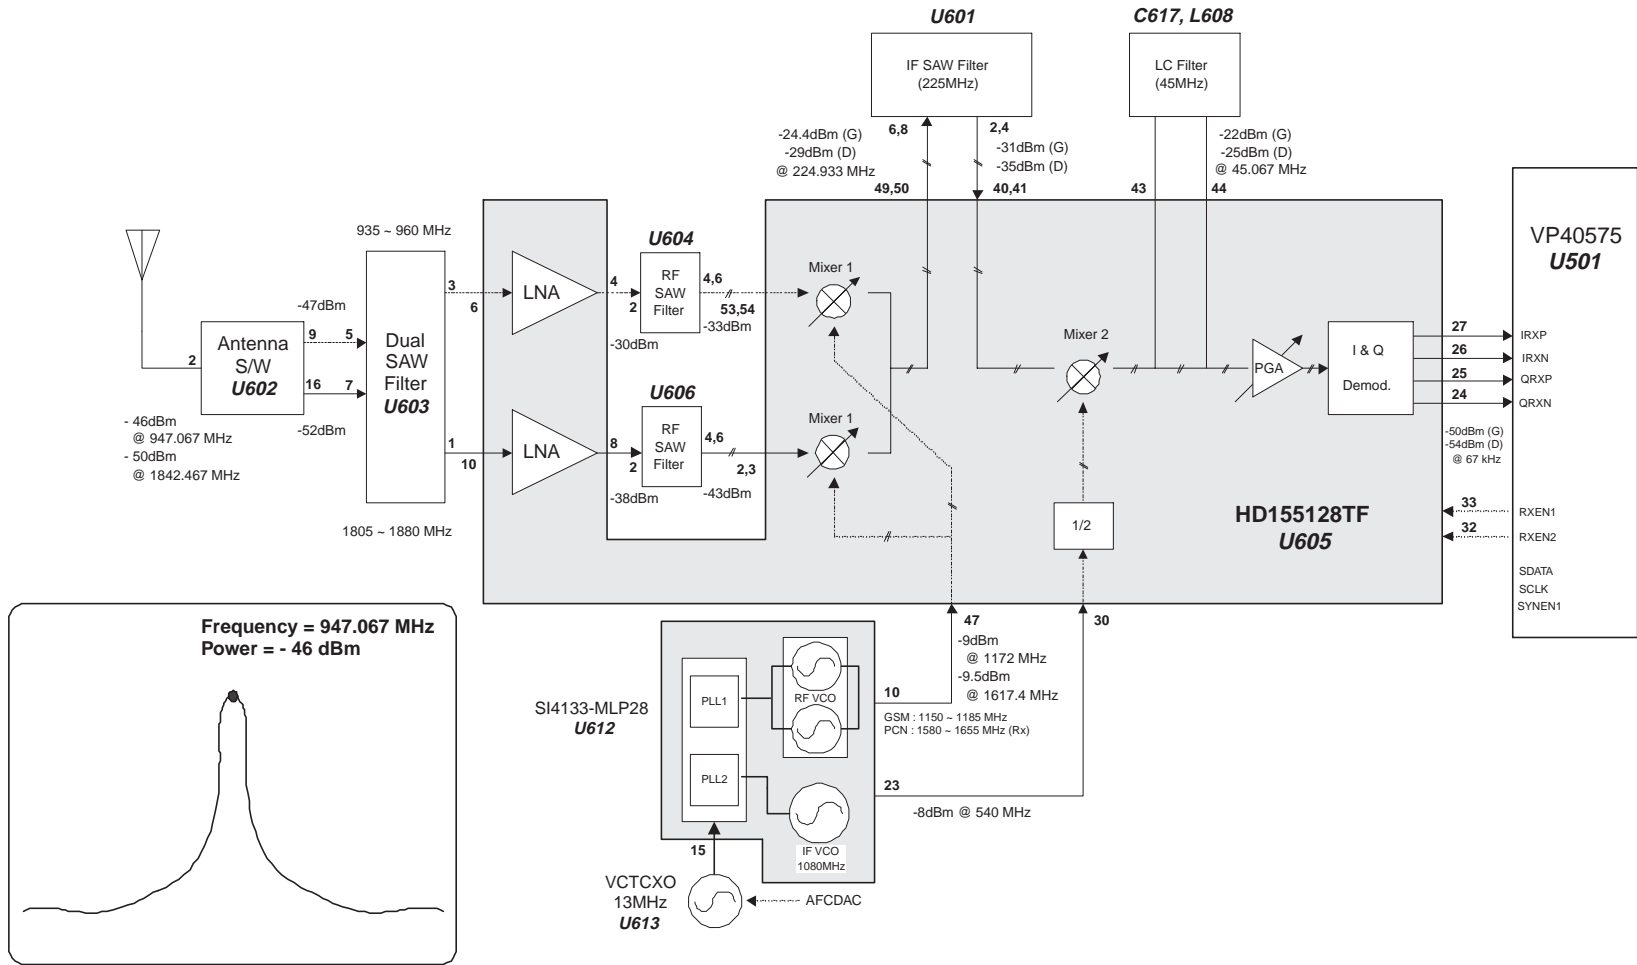 U601
C617, L608
IF SAW Filter
(225MHz)
LC Filter
(45MHz)
6,8
2,4
-24.4dBm (G)
-29dBm (D)
@ 224.933 MHz
-31dBm (G)
-35dBm (D)
-22dBm (G)
-25dBm (D)
@ 45.067 MHz
49,50
40,41
43
44
VP40575
U501
935 ~ 960 MHz
U604
RF
SAW
Filter
4,6
53,54
-33dBm
3
6
LNA
4
2
-30dBm
Mixer 1
Mixer 2
-47dBm
9
5
Antenna
S/W
U602
2
16
7
-52dBm
Dual
SAW
Filter
U603
- 46dBm
@ 947.067 MHz
- 50dBm
@ 1842.467 MHz
1
10
LNA
8
2
-38dBm
U606
RF
SAW
Filter
4,6
2,3
-43dBm
Mixer 1
PGA
I & Q
Demod.
27
IRXP
26
IRXN
25
QRXP
24
QRXN
-50dBm (G)
-54dBm (D)
@ 67 kHz
1805 ~ 1880 MHz
1/2
HD155128TF
U605
33
RXEN1
32
RXEN2
SDATA
SCLK
SYNEN1
Frequency = 947.067 MHz
Power = - 46 dBm
47
-9dBm
@ 1172 MHz
-9.5dBm
@ 1617.4 MHz
30
SI4133-MLP28
U612
PLL1
RF VCO
10
GSM : 1150 ~ 1185 MHz
PCN : 1580 ~ 1655 MHz (Rx)
PLL2
23
-8dBm @ 540 MHz
IF VCO
1080MHz
15
VCTCXO
13MHz
U613
AFCDAC